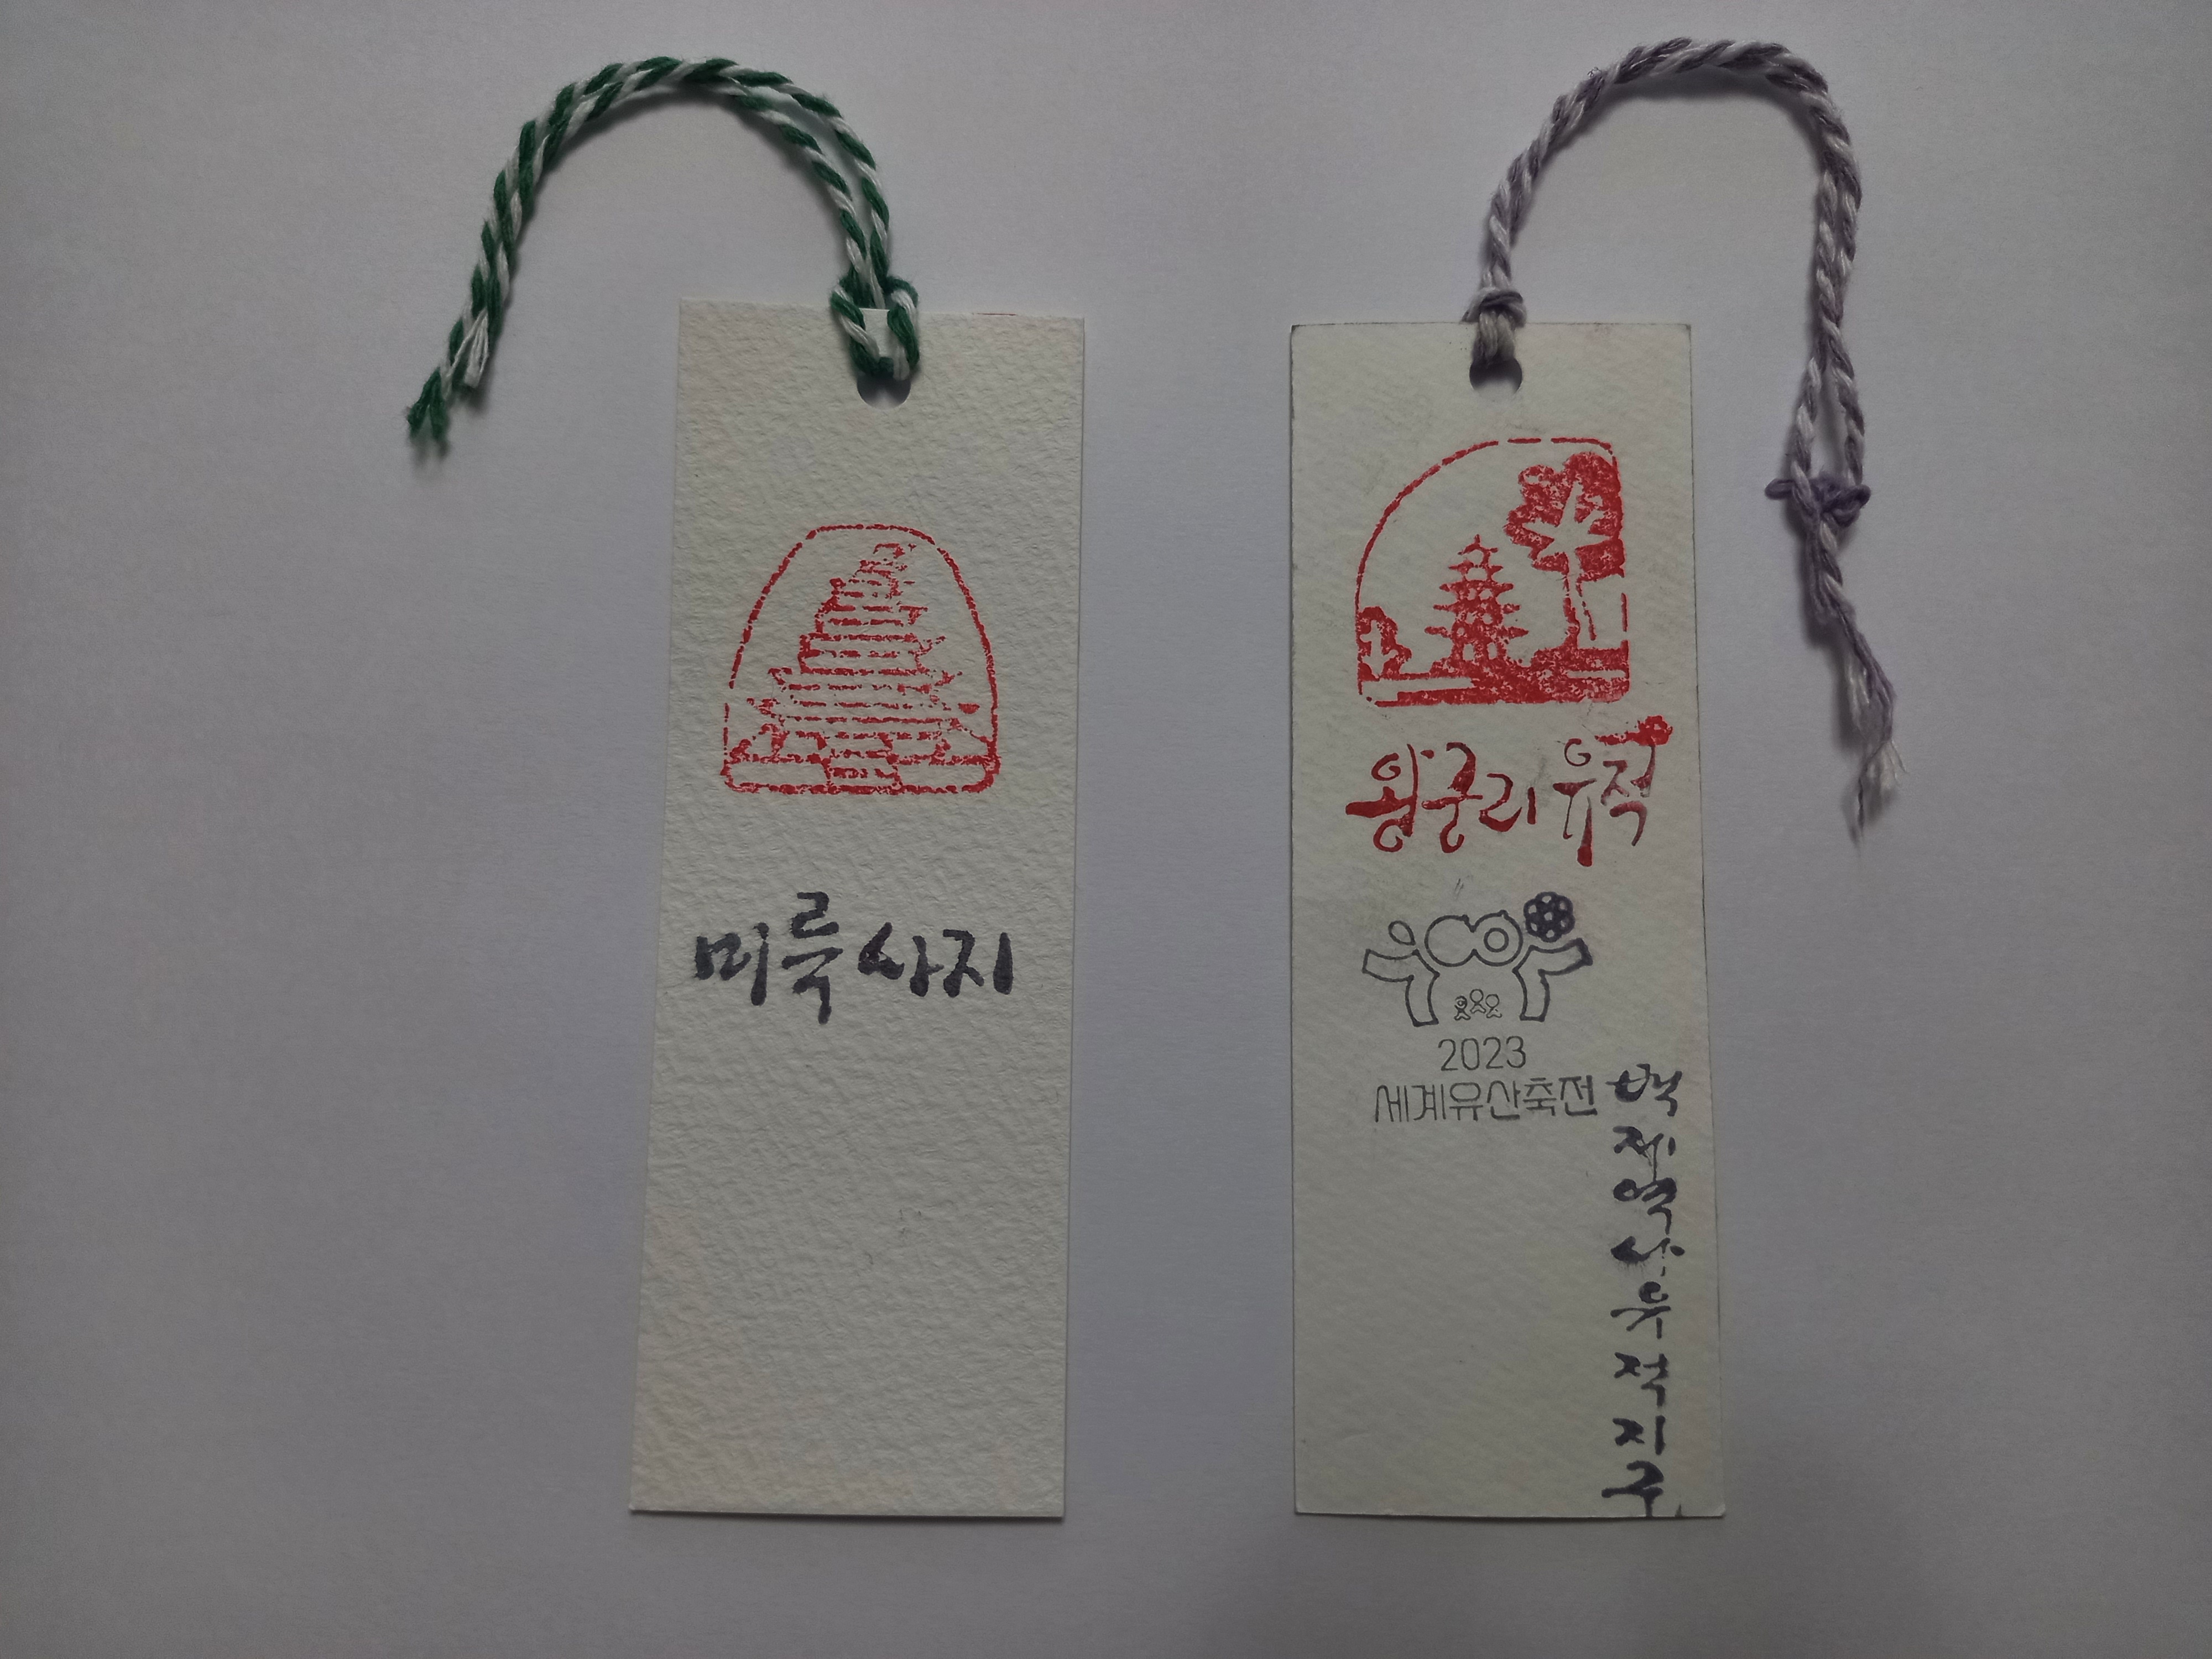 미륵사지
왕궁리 유적
2023
세계유산축전
백제역사유적지구